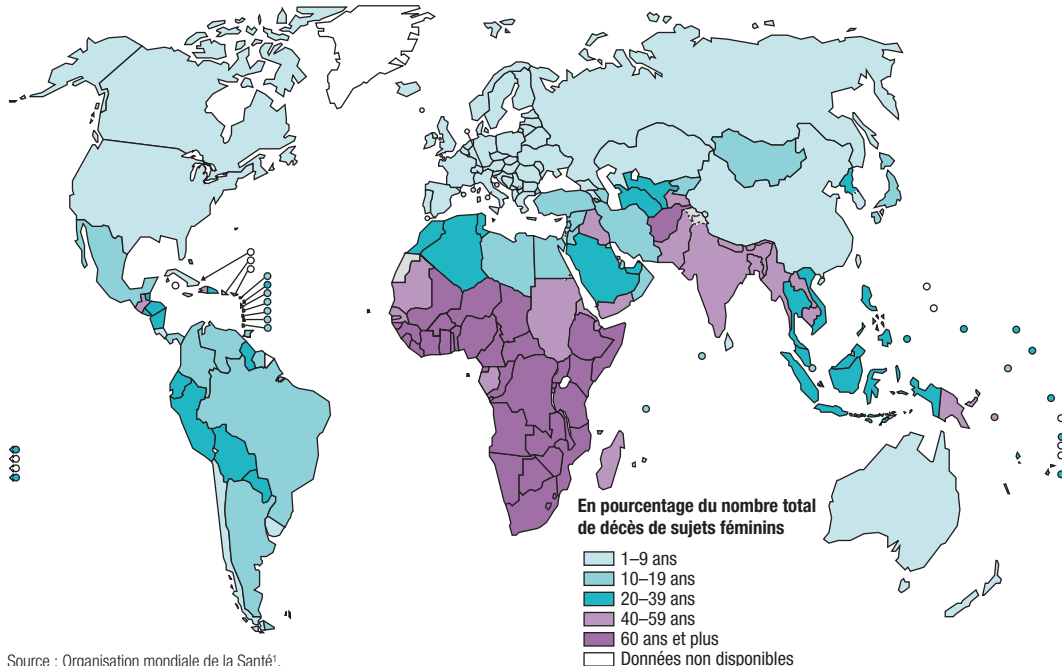 En pourcentage du nombre total
de décès de sujets féminins
1–9 ans
10–19 ans
20–39 ans
40–59 ans
60 ans et plus
Données non disponibles
Source : Organisation mondiale de la Santé¹.